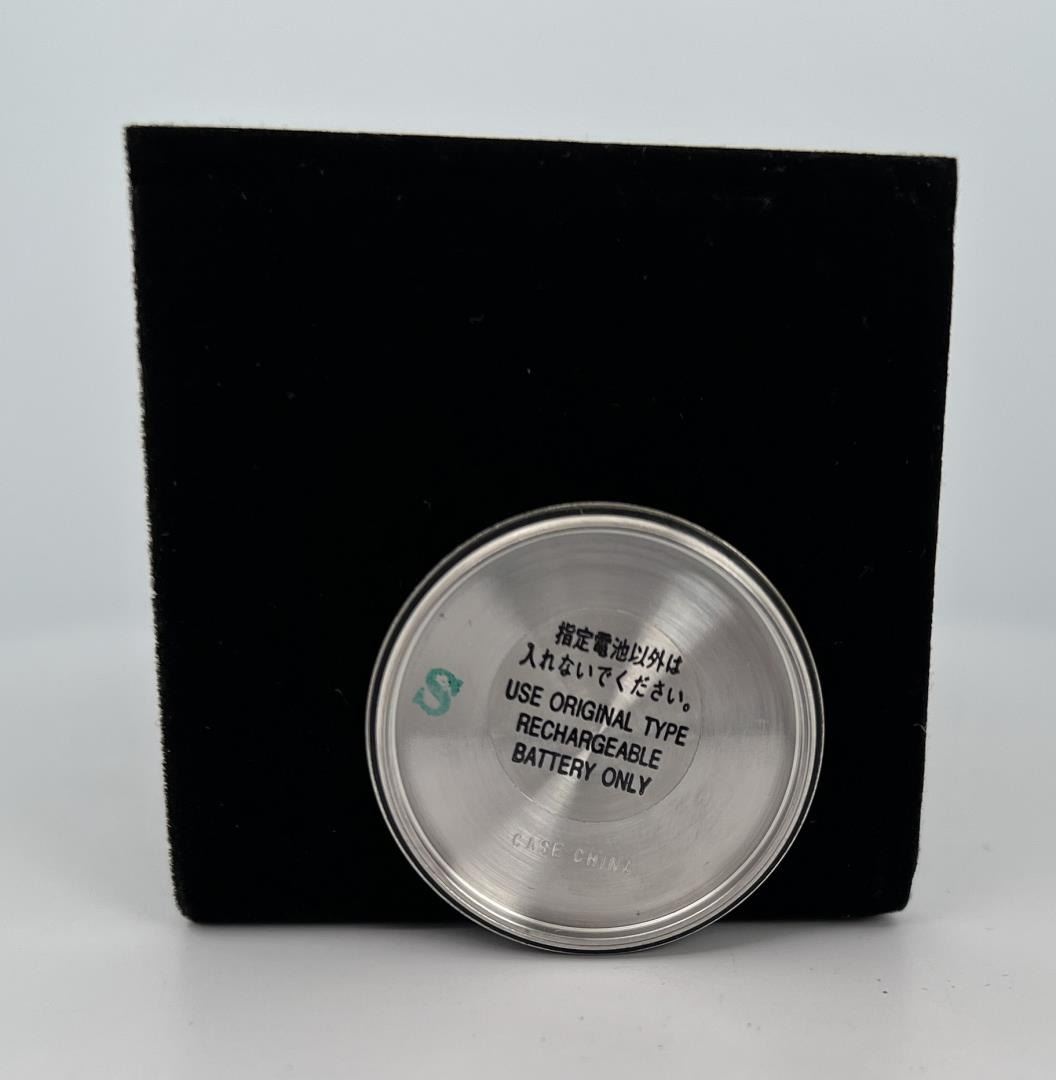 指定電池以外は
入れないでください。
S
USE ORIGINAL TYPE
RECHARGEABLE
BATTERY ONLY
CASE CHINA